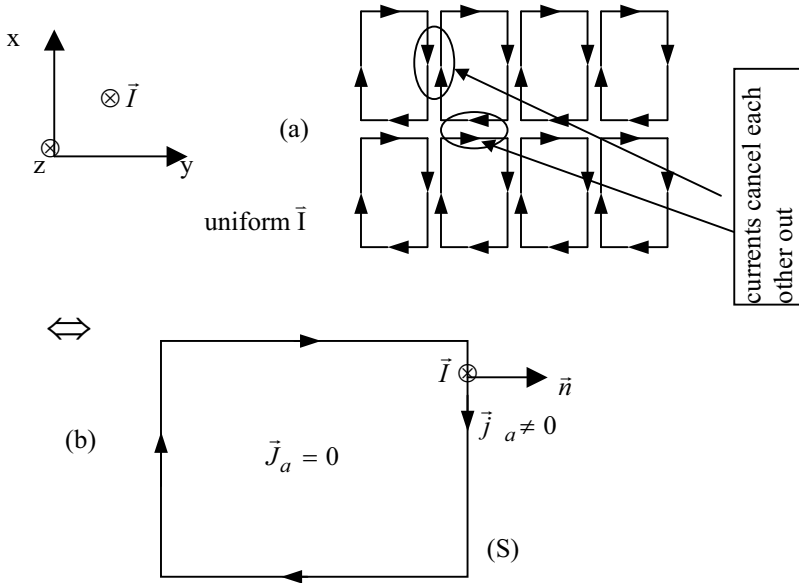 x
⊗ I⃗
z
y
(a)
uniform I⃗
currents cancel each
other out
⇔
(b)
J⃗ₐ = 0
I⃗
n⃗
j⃗ ₐ ≠ 0
(S)